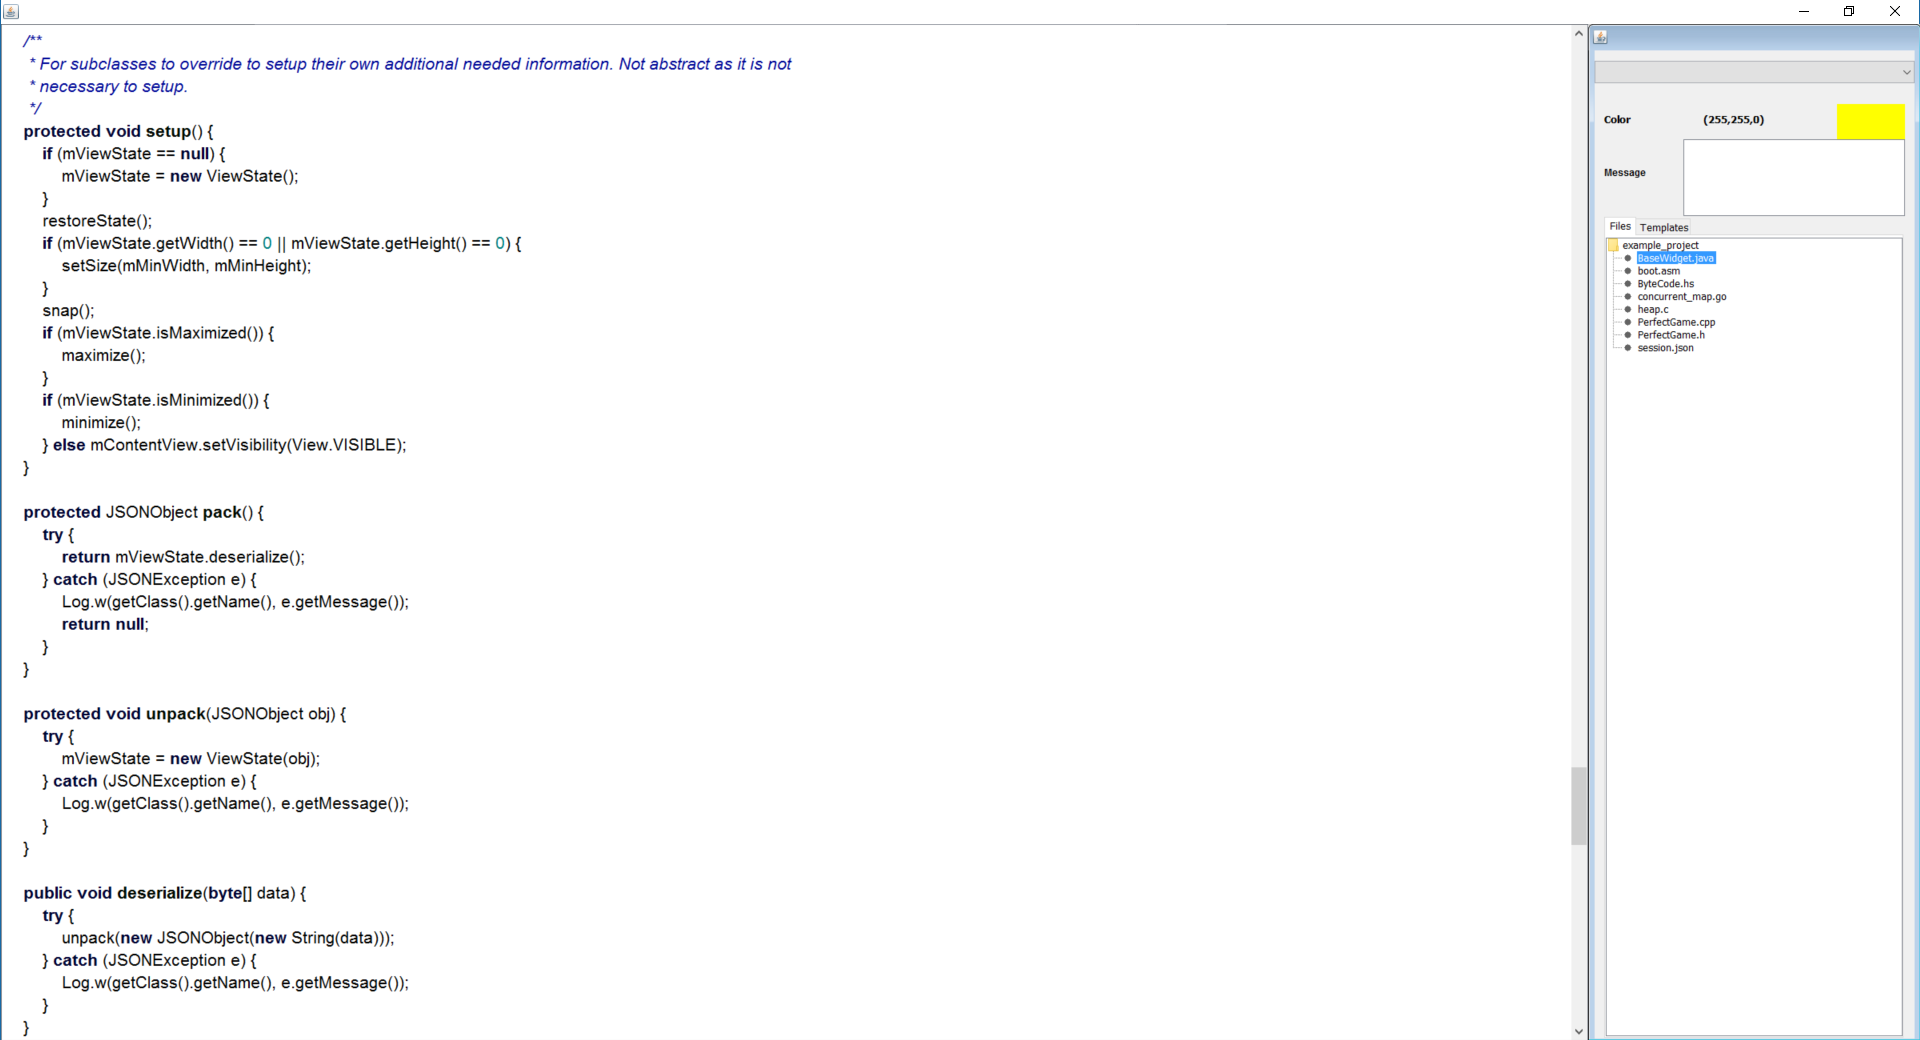 /**
* For subclasses to override to setup their own additional needed information. Not abstract as it is not
* necessary to setup.
*/
protected void setup() {
if (mViewState == null) {
mViewState = new ViewState();
}
restoreState();
if (mViewState.getWidth() == 0 || mViewState.getHeight() == 0) {
setSize(mMinWidth, mMinHeight);
}
snap();
if (mViewState.isMaximized()) {
maximize();
}
if (mViewState.isMinimized()) {
minimize();
} else mContentView.setVisibility(View.VISIBLE);
}
protected JSONObject pack() {
try {
return mViewState.deserialize();
} catch (JSONException e) {
Log.w(getClass().getName(), e.getMessage());
return null;
}
}
protected void unpack(JSONObject obj) {
try {
mViewState = new ViewState(obj);
} catch (JSONException e) {
Log.w(getClass().getName(), e.getMessage());
}
}
public void deserialize(byte[] data) {
try {
unpack(new JSONObject(new String(data)));
} catch (JSONException e) {
Log.w(getClass().getName(), e.getMessage());
}
}
Color (255,255,0)
Message
Files Templates
example_project
BaseWidget.java
boot.asm
ByteCode.hs
concurrent_map.go
heap.c
PerfectGame.cpp
PerfectGame.h
session.json